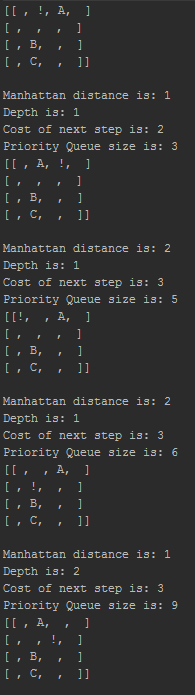 [[ , !, A,  ]
[ ,  ,  ,  ]
[ , B,  ,  ]
[ , C,  ,  ]]
Manhattan distance is: 1
Depth is: 1
Cost of next step is: 2
Priority Queue size is: 3
[[ , A, !,  ]
[ ,  ,  ,  ]
[ , B,  ,  ]
[ , C,  ,  ]]
Manhattan distance is: 2
Depth is: 1
Cost of next step is: 3
Priority Queue size is: 5
[[!,  , A,  ]
[ ,  ,  ,  ]
[ , B,  ,  ]
[ , C,  ,  ]]
Manhattan distance is: 2
Depth is: 1
Cost of next step is: 3
Priority Queue size is: 6
[[ ,  , A,  ]
[ , !,  ,  ]
[ , B,  ,  ]
[ , C,  ,  ]]
Manhattan distance is: 1
Depth is: 2
Cost of next step is: 3
Priority Queue size is: 9
[[ , A,  ,  ]
[ ,  , !,  ]
[ , B,  ,  ]
[ , C,  ,  ]]